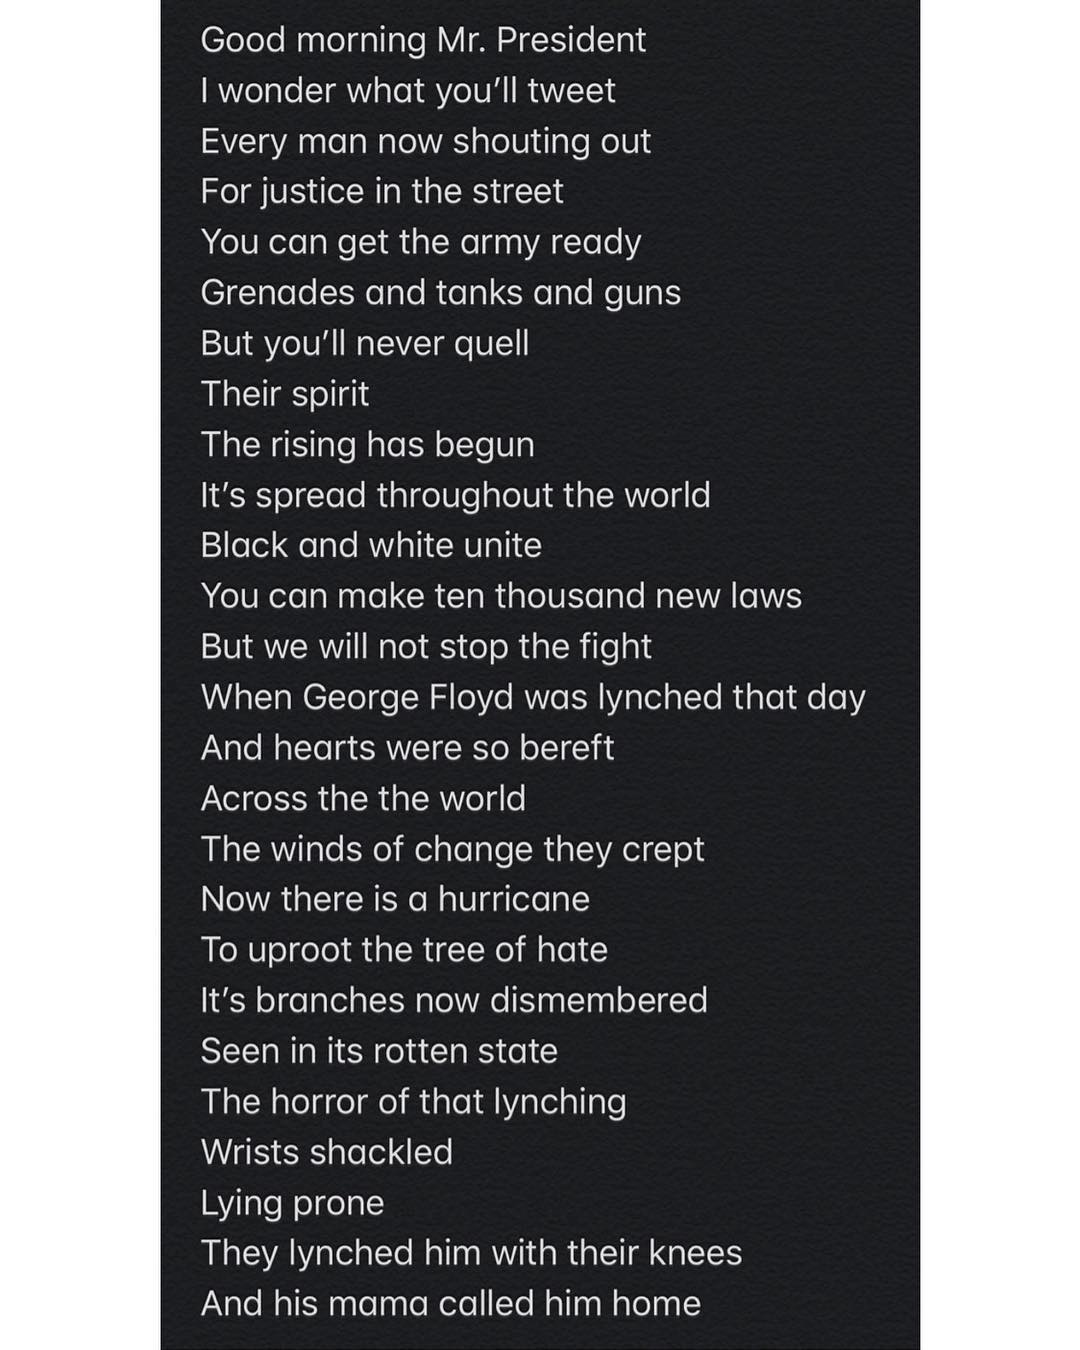 Good morning Mr. President
I wonder what you’ll tweet
Every man now shouting out
For justice in the street
You can get the army ready
Grenades and tanks and guns
But you’ll never quell
Their spirit
The rising has begun
It’s spread throughout the world
Black and white unite
You can make ten thousand new laws
But we will not stop the fight
When George Floyd was lynched that day
And hearts were so bereft
Across the the world
The winds of change they crept
Now there is a hurricane
To uproot the tree of hate
It’s branches now dismembered
Seen in its rotten state
The horror of that lynching
Wrists shackled
Lying prone
They lynched him with their knees
And his mama called him home